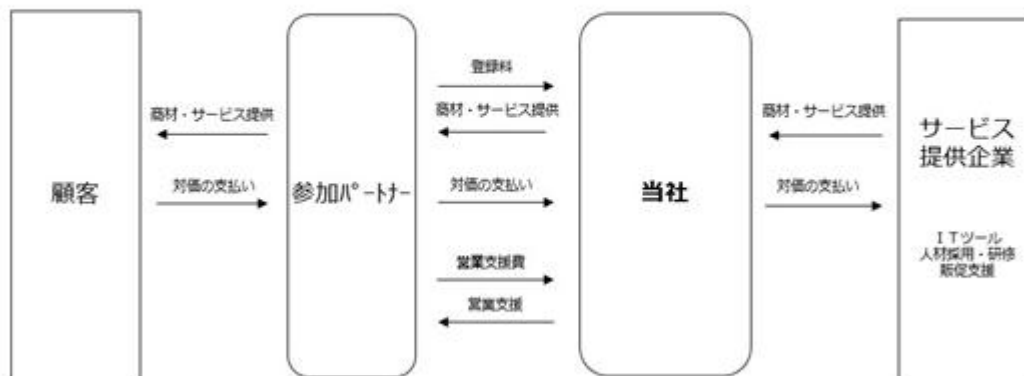 顧客
商材・サービス提供
対価の支払い
参加パートナー
登録料
商材・サービス提供
対価の支払い
営業支援費
営業支援
当社
商材・サービス提供
対価の支払い
サービス
提供企業
ITツール
人材採用・研修
販促支援